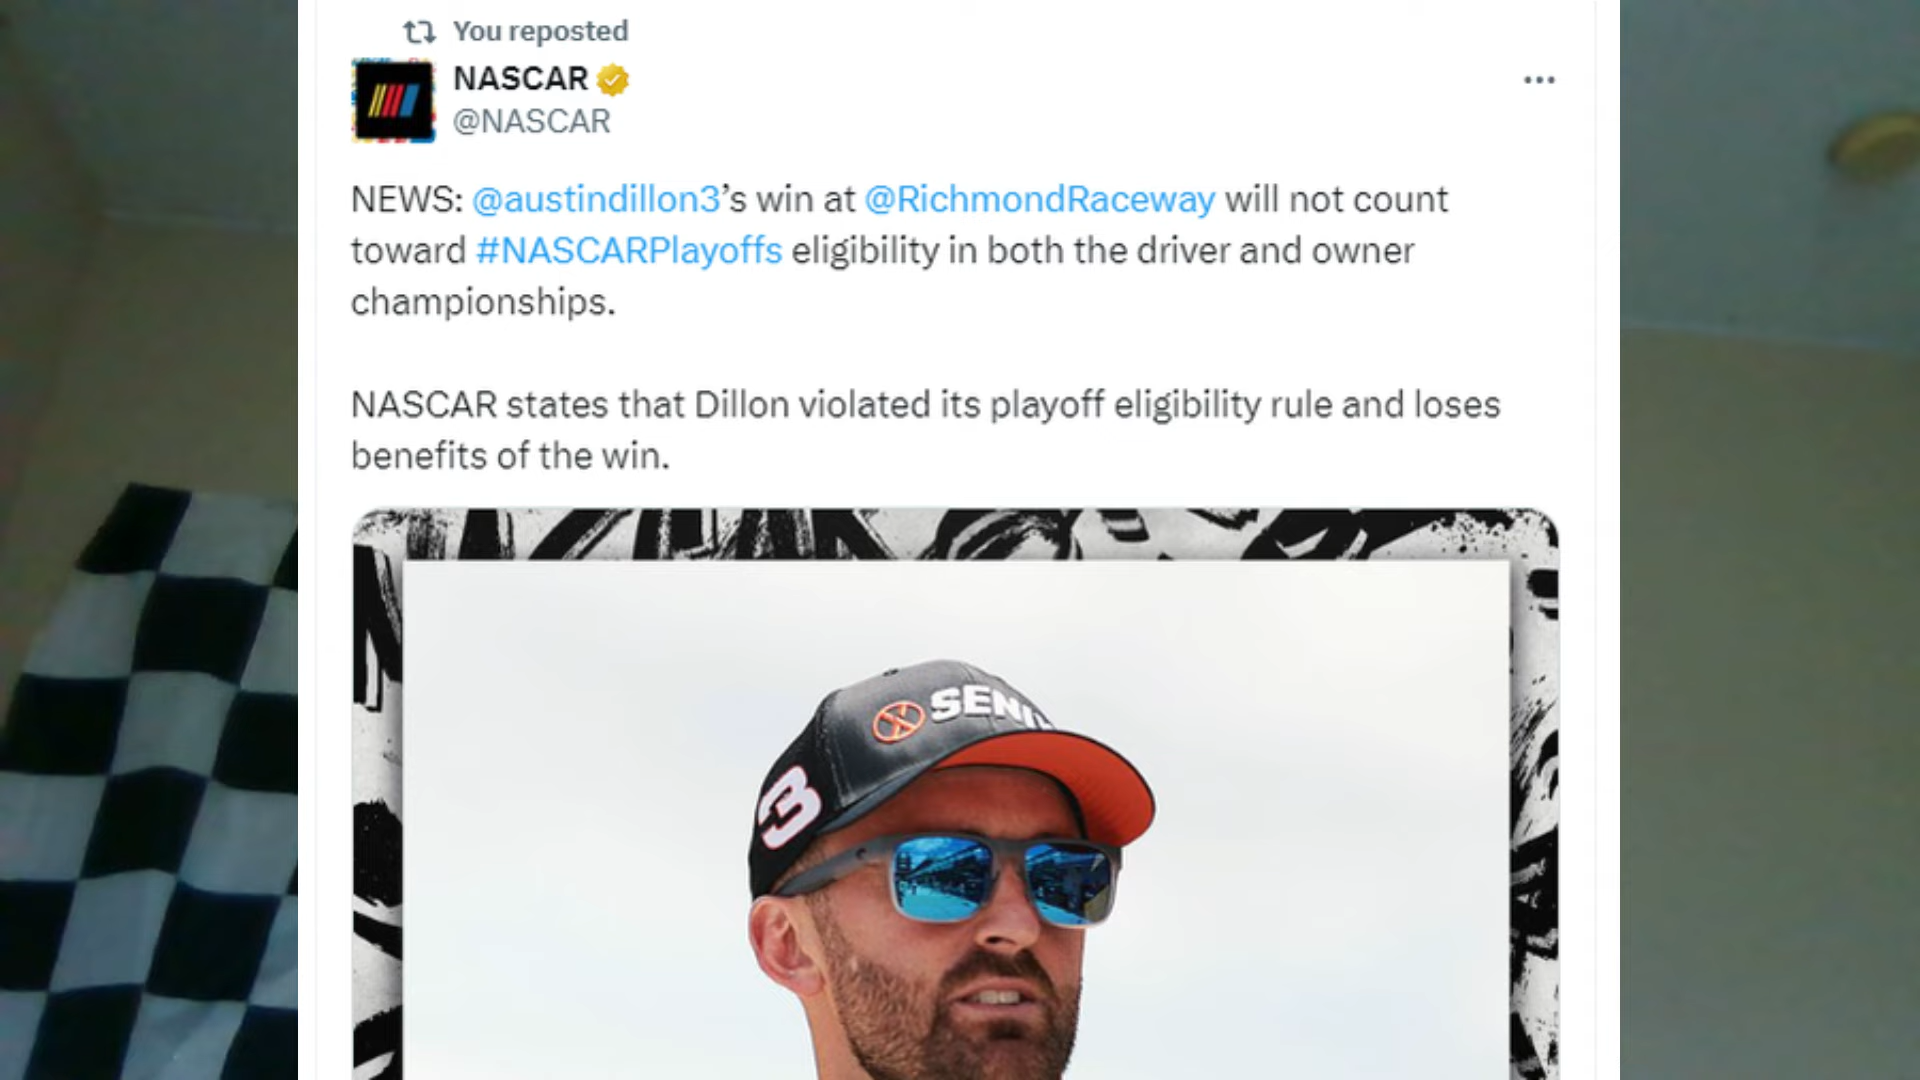 You reposted
NASCAR
@NASCAR
NEWS: @austindillon3’s win at @RichmondRaceway will not count
toward #NASCARPlayoffs eligibility in both the driver and owner
championships.
NASCAR states that Dillon violated its playoff eligibility rule and loses
benefits of the win.
3